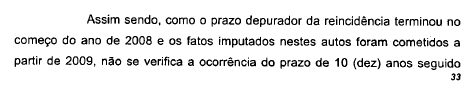 Assim sendo, como o prazo depurador da reincidência terminou no
começo do ano de 2008 e os fatos imputados nestes autos foram cometidos a
partir de 2009, não se verifica a ocorrência do prazo de 10 (dez) anos seguido
33